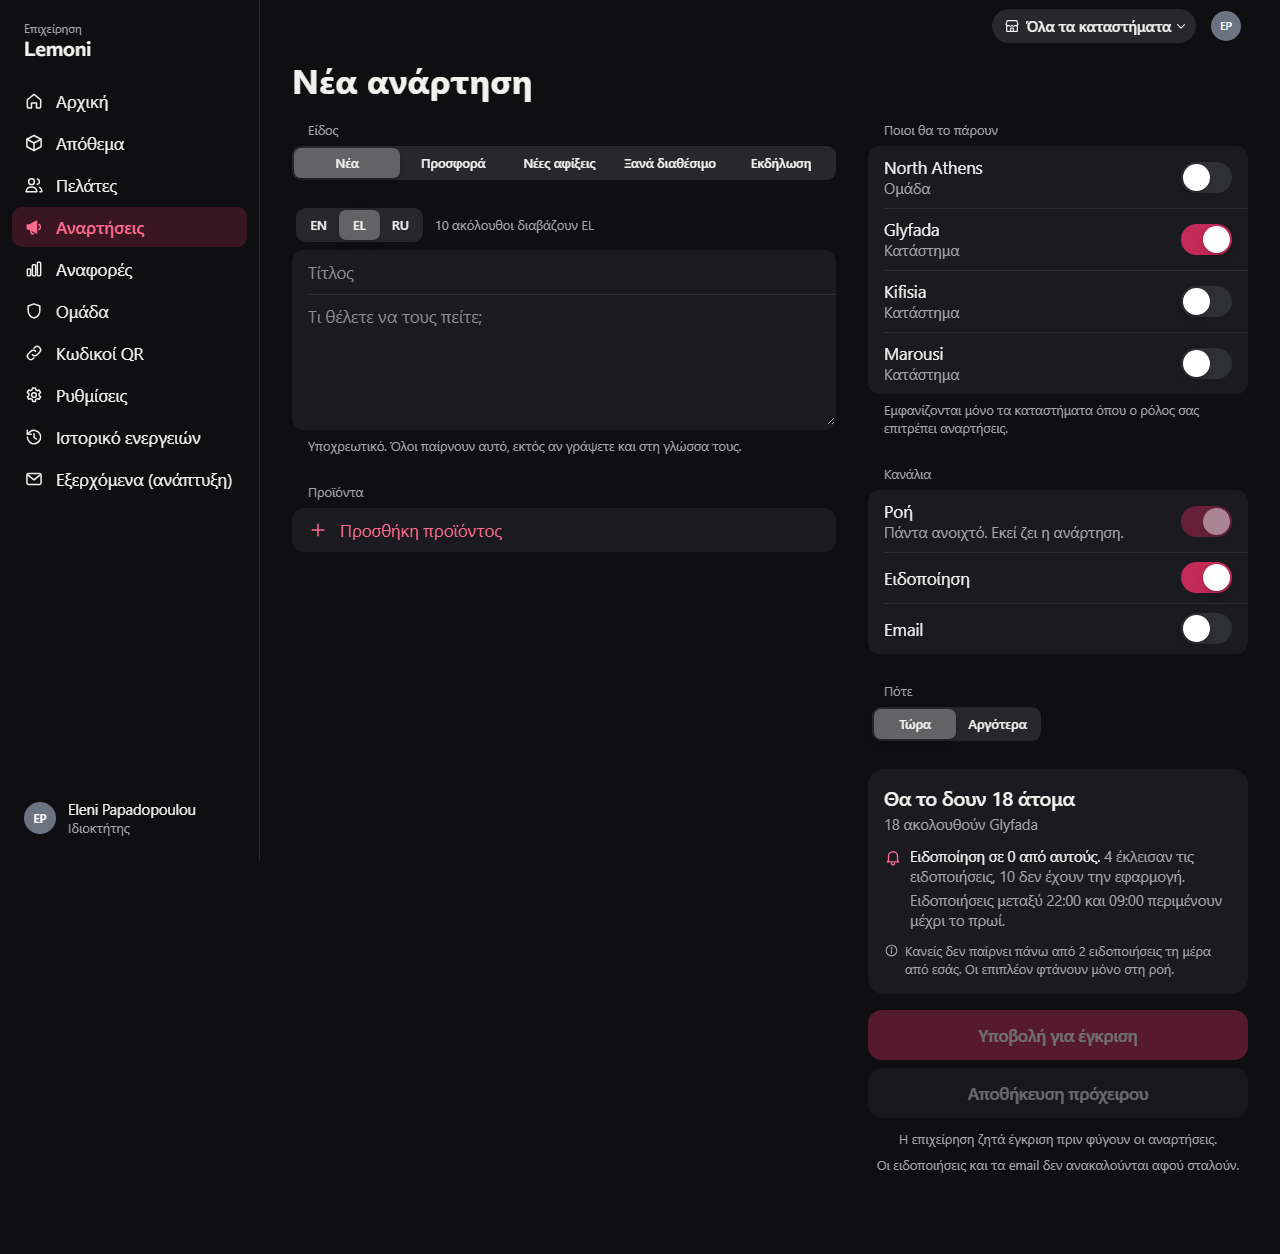 Επιχείρηση
Lemoni
Αρχική
Απόθεμα
Πελάτες
Αναρτήσεις
Αναφορές
Ομάδα
Κωδικοί QR
Ρυθμίσεις
Ιστορικό ενεργειών
Εξερχόμενα (ανάπτυξη)
EP
Eleni Papadopoulou
Ιδιοκτήτης
Όλα τα καταστήματα
EP
Νέα ανάρτηση
Είδος
Νέα Προσφορά Νέες αφίξεις Ξανά διαθέσιμο Εκδήλωση
EN EL RU 10 ακόλουθοι διαβάζουν EL
Τίτλος
Τι θέλετε να τους πείτε;
Υποχρεωτικό. Όλοι παίρνουν αυτό, εκτός αν γράψετε και στη γλώσσα τους.
Προϊόντα
Προσθήκη προϊόντος
Ποιοι θα το πάρουν
North Athens
Ομάδα
Glyfada
Κατάστημα
Kifisia
Κατάστημα
Marousi
Κατάστημα
Εμφανίζονται μόνο τα καταστήματα όπου ο ρόλος σας
επιτρέπει αναρτήσεις.
Κανάλια
Ροή
Πάντα ανοιχτό. Εκεί ζει η ανάρτηση.
Ειδοποίηση
Email
Πότε
Τώρα Αργότερα
Θα το δουν 18 άτομα
18 ακολουθούν Glyfada
Ειδοποίηση σε 0 από αυτούς. 4 έκλεισαν τις
ειδοποιήσεις, 10 δεν έχουν την εφαρμογή.
Ειδοποιήσεις μεταξύ 22:00 και 09:00 περιμένουν
μέχρι το πρωί.
Κανείς δεν παίρνει πάνω από 2 ειδοποιήσεις τη μέρα
από εσάς. Οι επιπλέον φτάνουν μόνο στη ροή.
Υποβολή για έγκριση
Αποθήκευση πρόχειρου
Η επιχείρηση ζητά έγκριση πριν φύγουν οι αναρτήσεις.
Οι ειδοποιήσεις και τα email δεν ανακαλούνται αφού σταλούν.